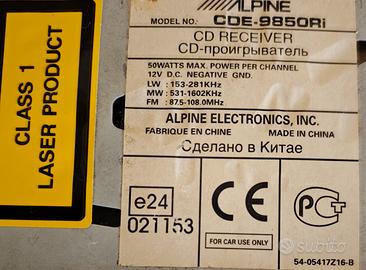 CLASS 1
LASER PRODUCT
ALPINE
MODEL NO.: CDE-9850Ri
CD RECEIVER
CD-проигрыватель
50WATTS MAX. POWER PER CHANNEL
12V D.C. NEGATIVE GND.
LW : 153-281KHz
MW : 531-1602KHz
FM : 87.5-108.0MHz
ALPINE ELECTRONICS, INC.
FABRIQUE EN CHINE MADE IN CHINA
Сделано в Китае
e24
021153
CE
FOR CAR USE ONLY
РСТ
54-05417Z16-B
subito